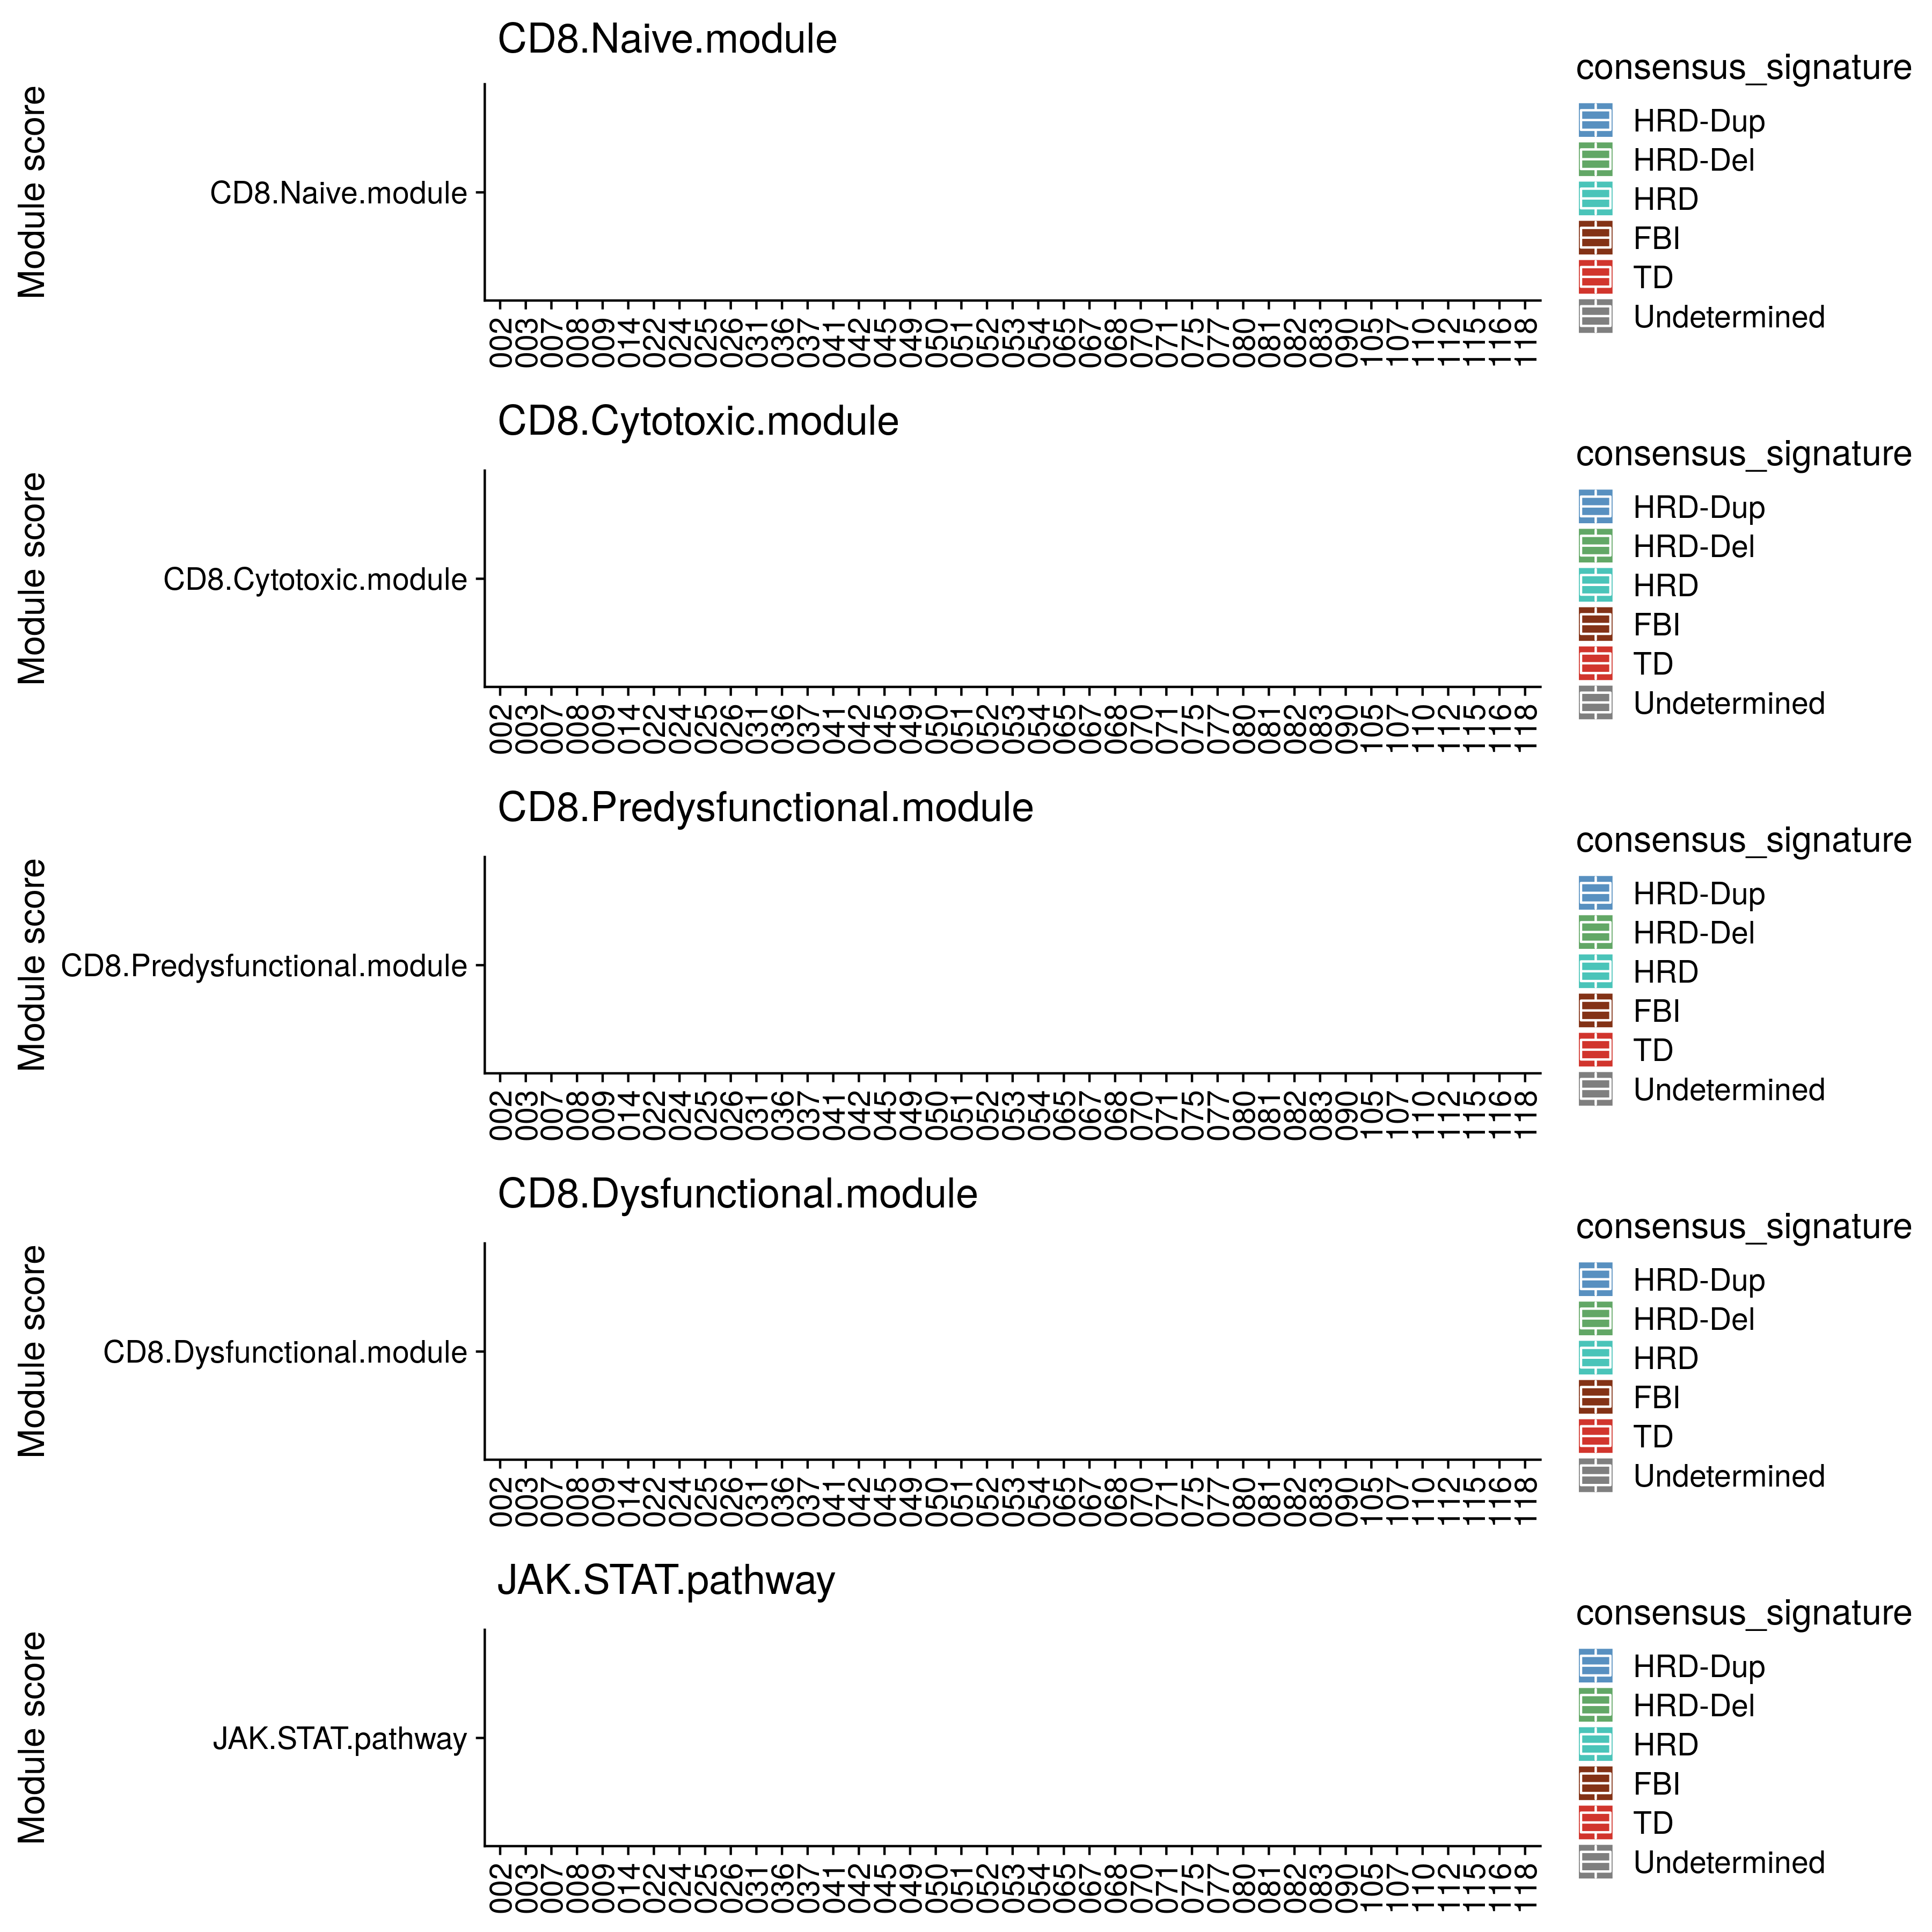 CD8.Naive.module
Module score
CD8.Naive.module
002 003 007 008 009 014 022 024 025 026 031 036 037 041 042 045 049 050 051 052 053 054 065 067 068 070 071 075 077 080 081 082 083 090 105 107 110 112 115 116 118
consensus_signature
HRD-Dup
HRD-Del
HRD
FBI
TD
Undetermined
CD8.Cytotoxic.module
Module score
CD8.Cytotoxic.module
002 003 007 008 009 014 022 024 025 026 031 036 037 041 042 045 049 050 051 052 053 054 065 067 068 070 071 075 077 080 081 082 083 090 105 107 110 112 115 116 118
consensus_signature
HRD-Dup
HRD-Del
HRD
FBI
TD
Undetermined
CD8.Predysfunctional.module
Module score
CD8.Predysfunctional.module
002 003 007 008 009 014 022 024 025 026 031 036 037 041 042 045 049 050 051 052 053 054 065 067 068 070 071 075 077 080 081 082 083 090 105 107 110 112 115 116 118
consensus_signature
HRD-Dup
HRD-Del
HRD
FBI
TD
Undetermined
CD8.Dysfunctional.module
Module score
CD8.Dysfunctional.module
002 003 007 008 009 014 022 024 025 026 031 036 037 041 042 045 049 050 051 052 053 054 065 067 068 070 071 075 077 080 081 082 083 090 105 107 110 112 115 116 118
consensus_signature
HRD-Dup
HRD-Del
HRD
FBI
TD
Undetermined
JAK.STAT.pathway
Module score
JAK.STAT.pathway
002 003 007 008 009 014 022 024 025 026 031 036 037 041 042 045 049 050 051 052 053 054 065 067 068 070 071 075 077 080 081 082 083 090 105 107 110 112 115 116 118
consensus_signature
HRD-Dup
HRD-Del
HRD
FBI
TD
Undetermined